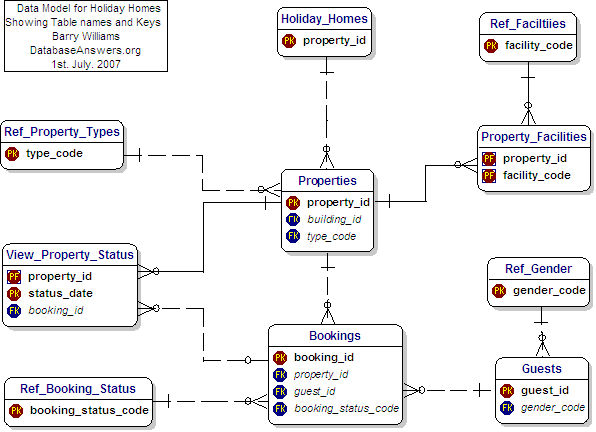 Data Model for Holiday Homes
Showing Table names and Keys
Barry Williams
DatabaseAnswers.org
1st. July. 2007
Holiday_Homes
PK property_id
Ref_Faciltiies
PK facility_code
Ref_Property_Types
PK type_code
Property_Facilities
PF property_id
PF facility_code
Properties
PK property_id
FK building_id
FK type_code
View_Property_Status
PF property_id
PK status_date
FK booking_id
Ref_Gender
PK gender_code
Bookings
PK booking_id
FK property_id
FK guest_id
FK booking_status_code
Guests
PK guest_id
FK gender_code
Ref_Booking_Status
PK booking_status_code